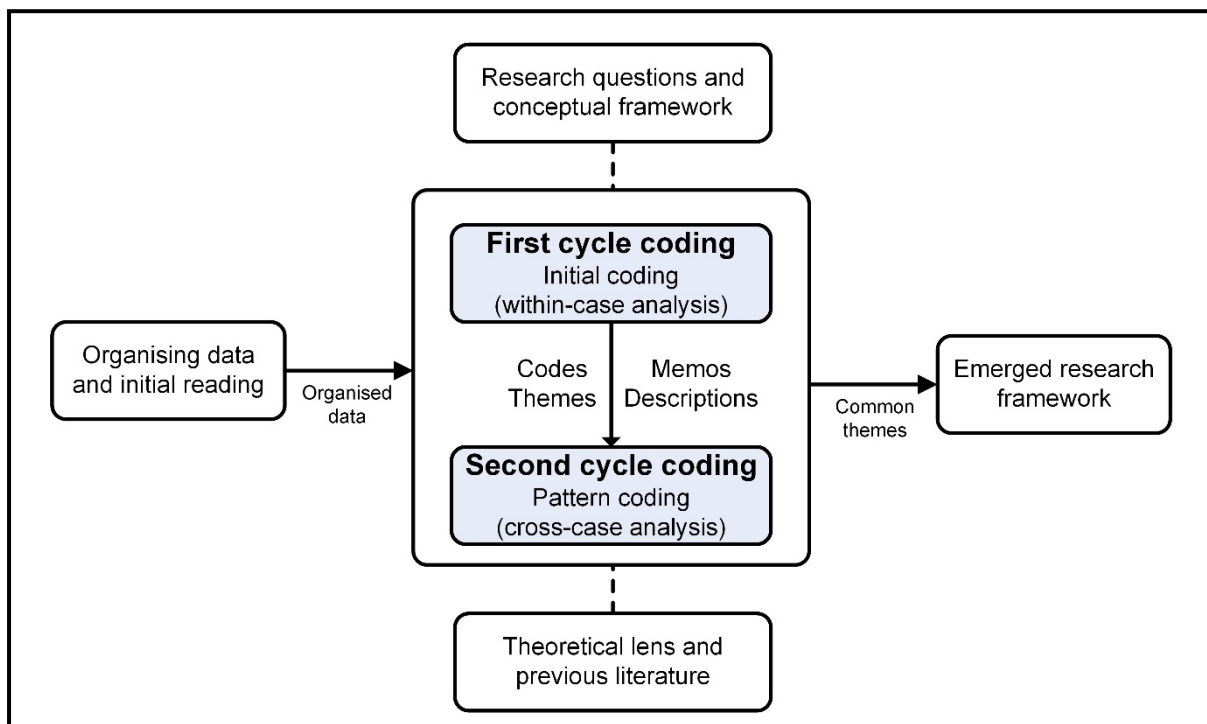 Research questions and
conceptual framework
First cycle coding
Initial coding
(within-case analysis)
Organising data
and initial reading
Organised
data
Codes
Themes
Memos
Descriptions
Common
themes
Emerged research
framework
Second cycle coding
Pattern coding
(cross-case analysis)
Theoretical lens and
previous literature